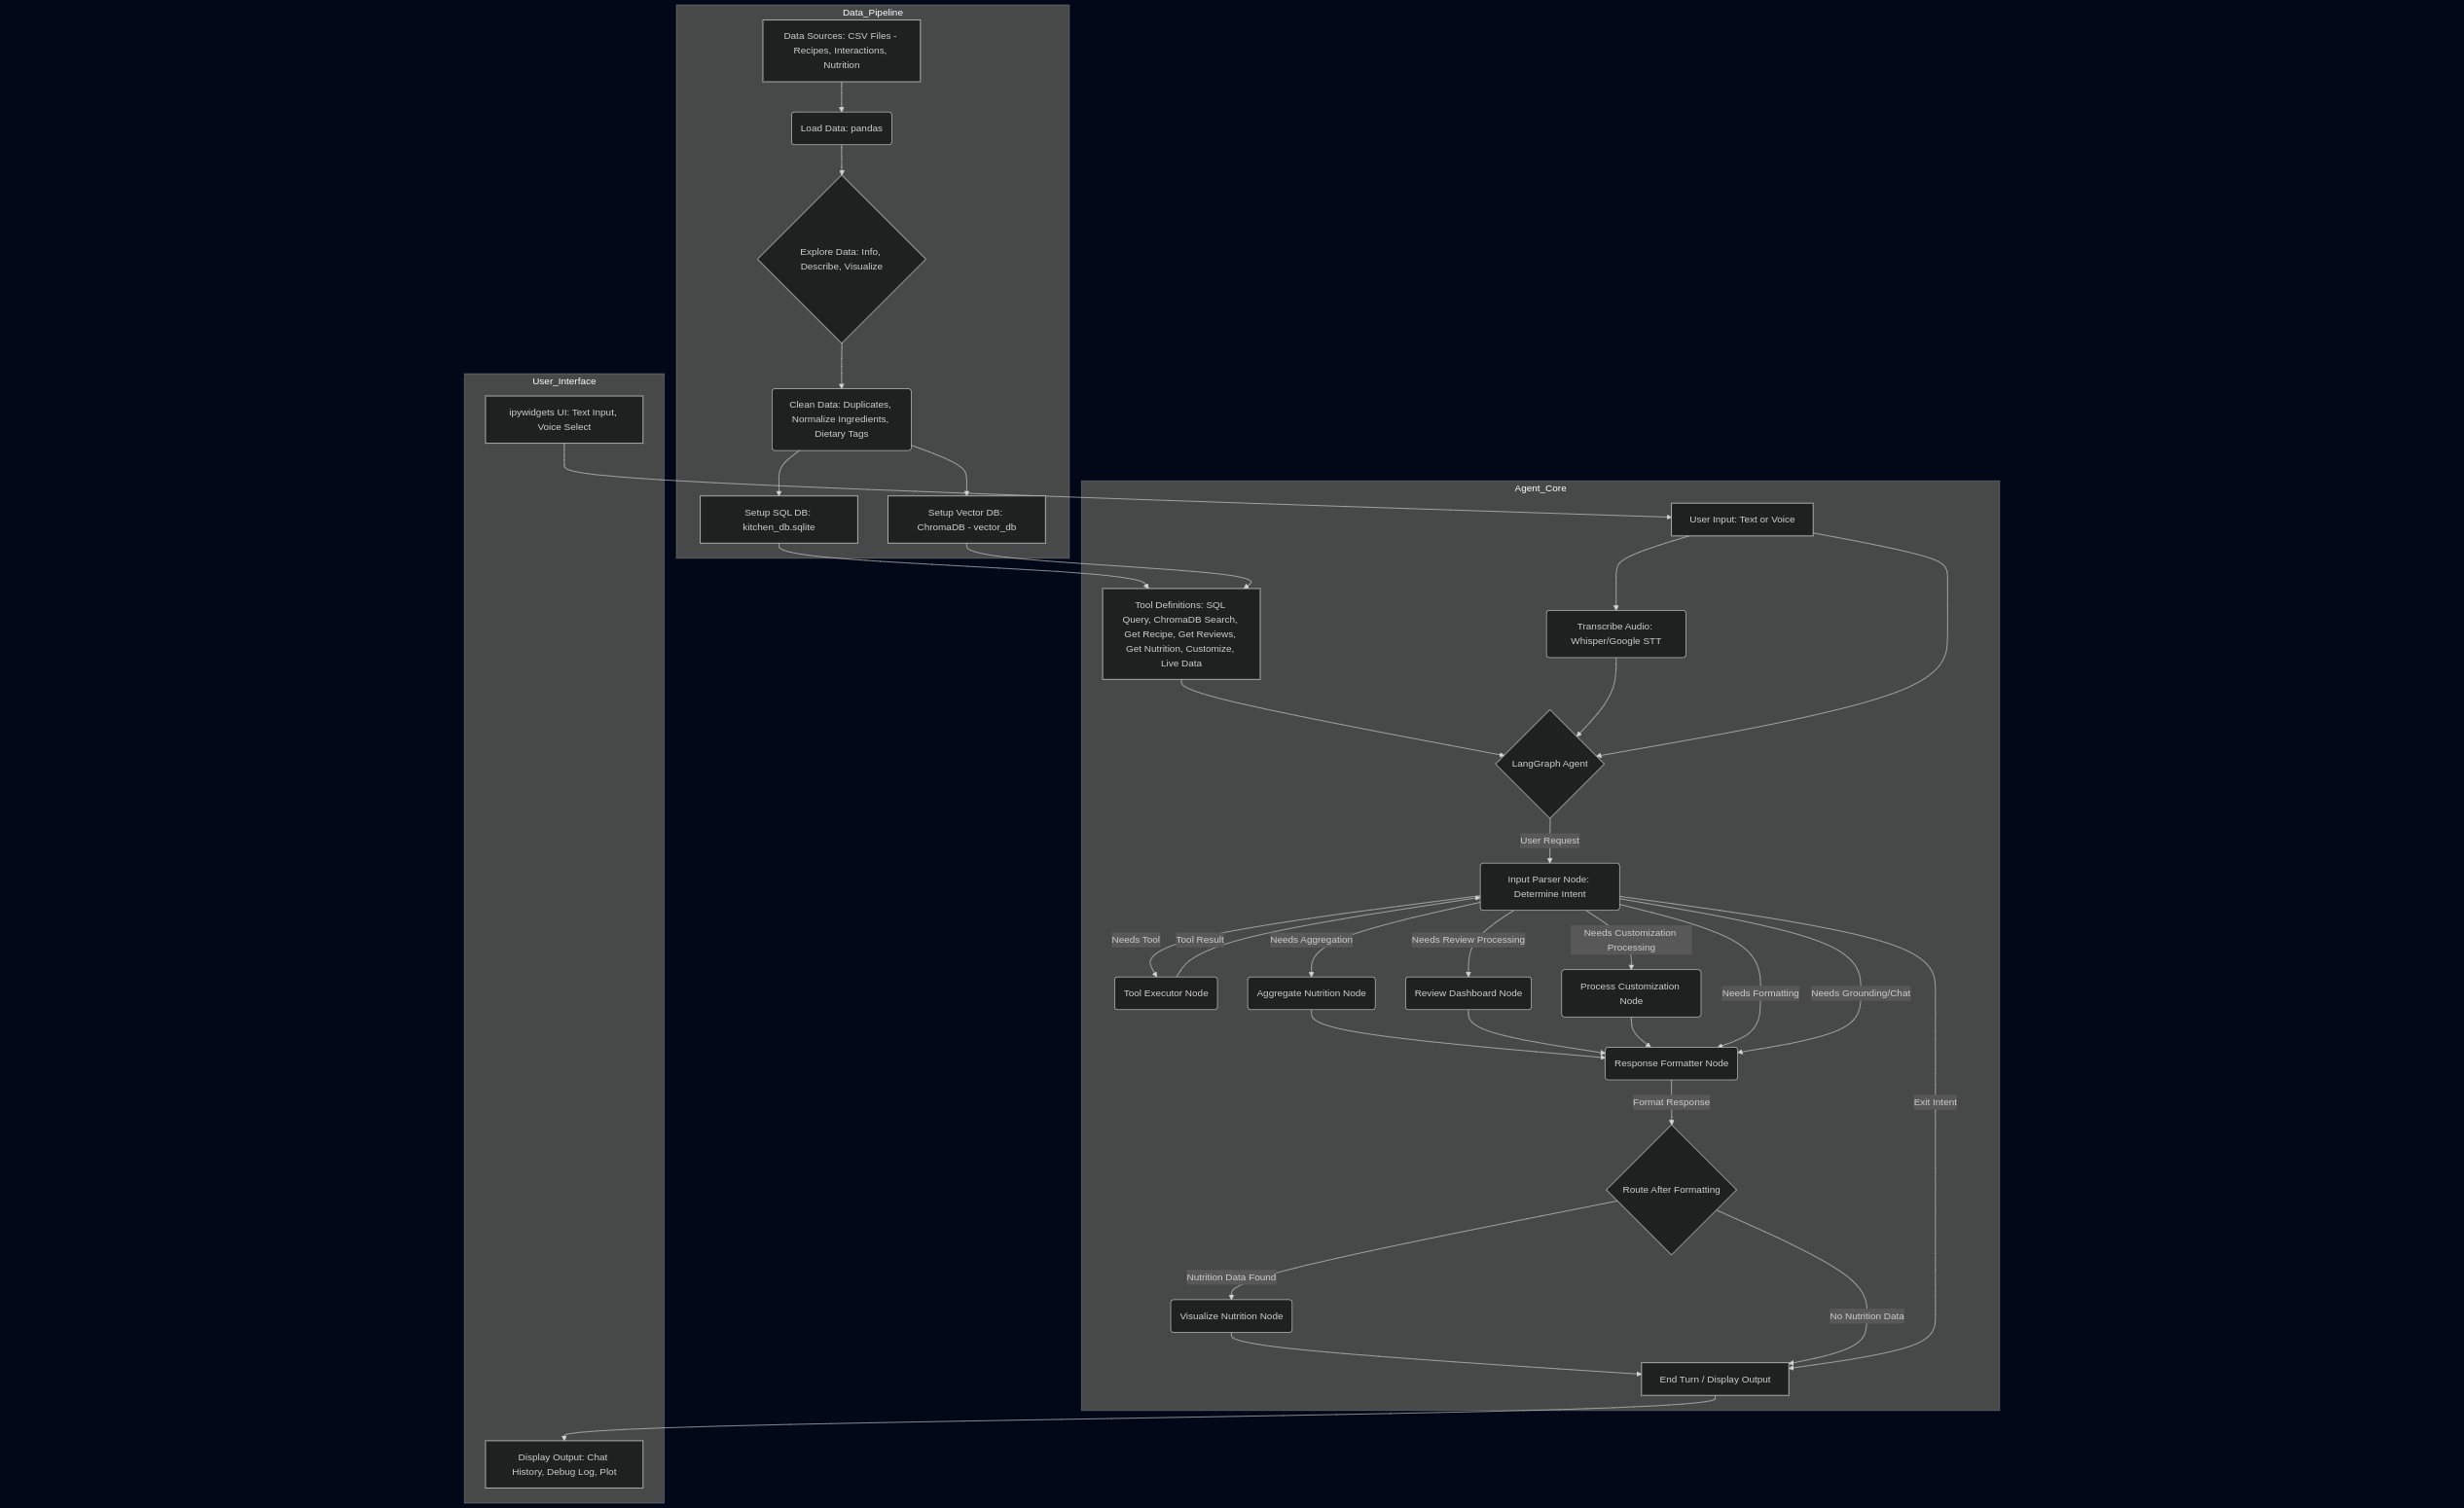 Data_Pipeline
Data Sources: CSV Files -
Recipes, Interactions,
Nutrition
Load Data: pandas
Explore Data: Info,
Describe, Visualize
Clean Data: Duplicates,
Normalize Ingredients,
Dietary Tags
Setup SQL DB:
kitchen_db.sqlite
Setup Vector DB:
ChromaDB - vector_db
User_Interface
ipywidgets UI: Text Input,
Voice Select
Agent_Core
User Input: Text or Voice
Tool Definitions: SQL
Query, ChromaDB Search,
Get Recipe, Get Reviews,
Get Nutrition, Customize,
Live Data
Transcribe Audio:
Whisper/Google STT
LangGraph Agent
User Request
Input Parser Node:
Determine Intent
Needs Tool
Tool Result
Needs Aggregation
Needs Review Processing
Needs Customization
Processing
Tool Executor Node
Aggregate Nutrition Node
Review Dashboard Node
Process Customization
Node
Needs Formatting
Needs Grounding/Chat
Response Formatter Node
Format Response
Exit Intent
Route After Formatting
Nutrition Data Found
Visualize Nutrition Node
No Nutrition Data
End Turn / Display Output
Display Output: Chat
History, Debug Log, Plot